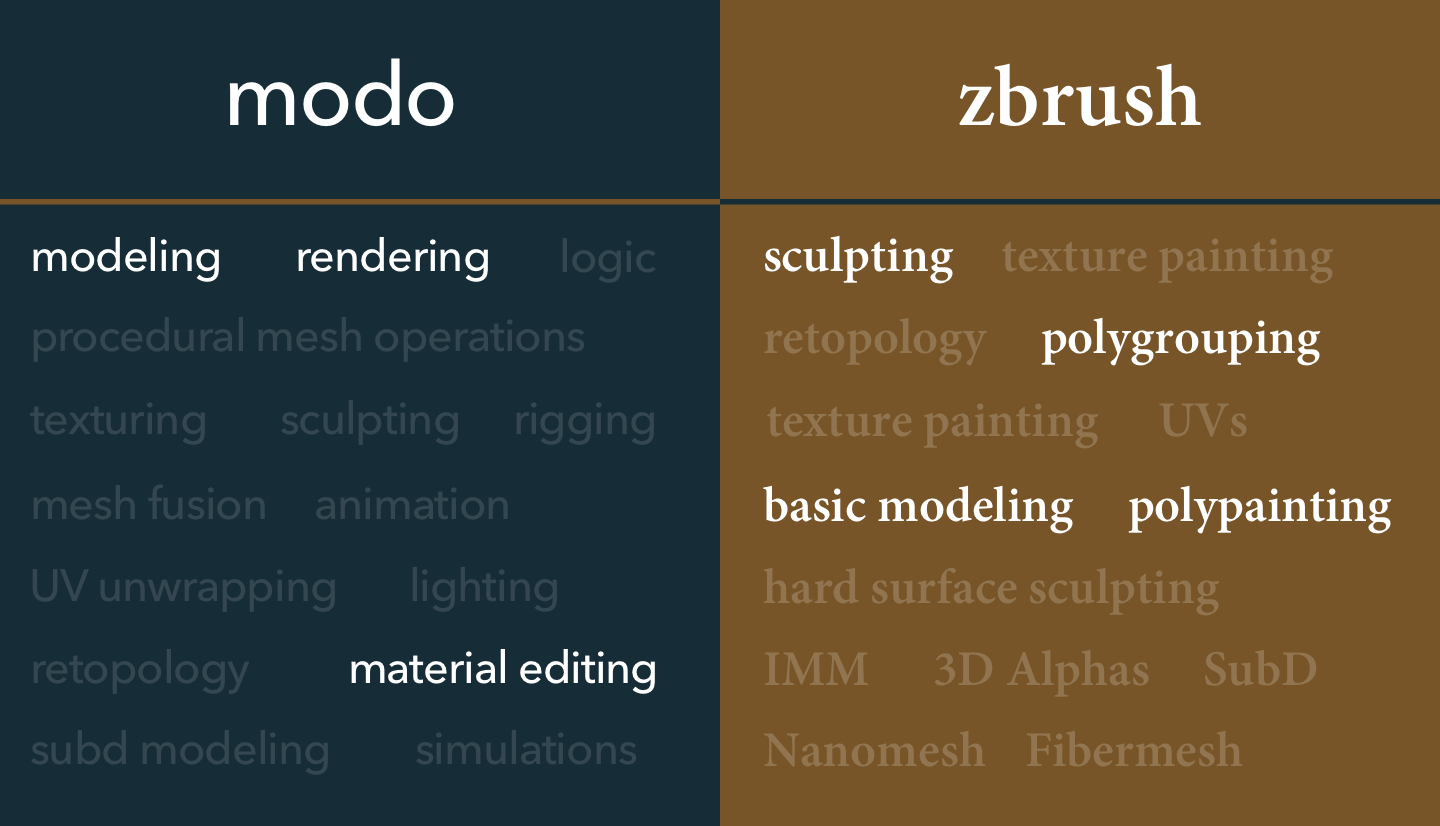 modo
modeling rendering logic
procedural mesh operations
texturing sculpting rigging
mesh fusion animation
UV unwrapping lighting
retopology material editing
subd modeling simulations
zbrush
sculpting texture painting
retopology polygrouping
texture painting UVs
basic modeling polypainting
hard surface sculpting
IMM 3D Alphas SubD
Nanomesh Fibermesh